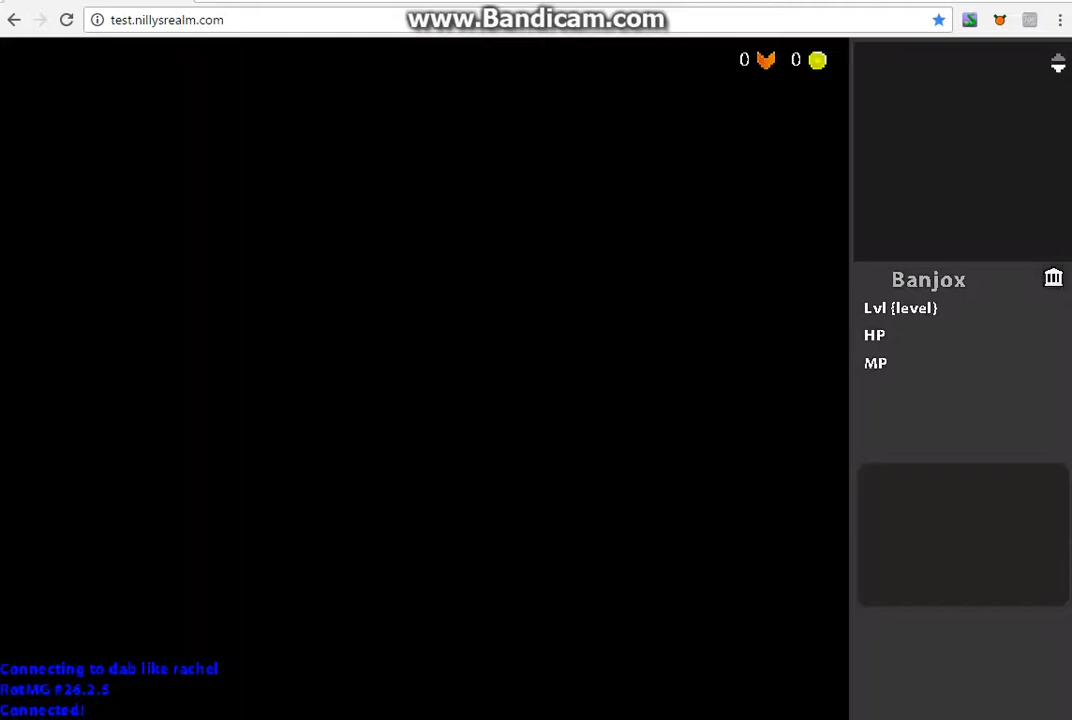 test.nillysrealm.com
www.Bandicam.com
0 0
Banjox
Lvl {level}
HP
MP
Connecting to dab like rachel
RotMG #26.2.5
Connected!